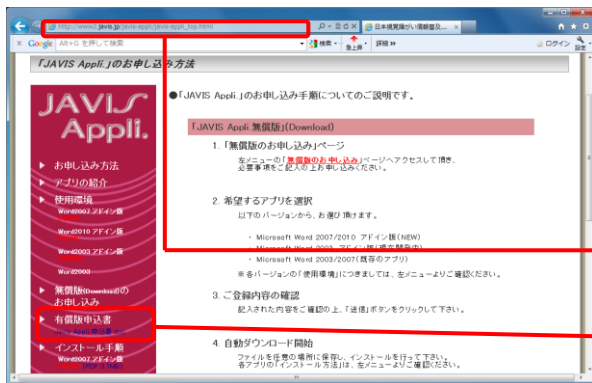 http://www2.javis.jp/javis-appli/javis-appli_top.html
日本視覚障がい情報普及...
Google
Alt+G を押して検索
検索
急上昇
詳細 »
ログイン
設定
「JAVIS Appli.」のお申し込み方法
JAVIS
Appli.
お申し込み方法
アプリの紹介
使用環境
Word2007.アドイン版
Word2010 アドイン版
Word2003 アドイン版
Word2003
無償版(Download)の
お申し込み
有償版申込書
インストール手順
Word2007.アドイン版
●「JAVIS Appli.」のお申し込み手順についてのご説明です。
「JAVIS Appli.無償版」(Download)
1. 「無償版のお申し込み」ページ
左メニューの「無償版のお申し込み」ページへアクセスして頂き、
必要事項をご記入の上お申し込みください。
2. 希望するアプリを選択
以下のバージョンから、お選び頂けます。
・ Microsoft Word 2007/2010 アドイン版(NEW)
・ Microsoft Word 2003/2007(既存のアプリ)
※各バージョンの「使用環境」につきましては、左メニューよりご確認ください。
3. ご登録内容の確認
記入された内容をご確認の上、「送信」ボタンをクリックして下さい。
4. 自動ダウンロード開始
ファイルを任意の場所に保存し、インストールを行って下さい。
各アプリの「インストール方法」は、左メニューよりご確認ください。